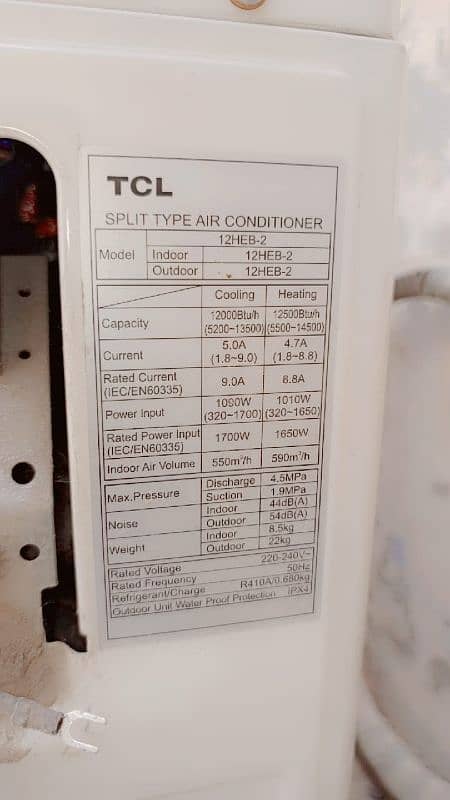 TCL
SPLIT TYPE AIR CONDITIONER
Model 12HEB-2
Indoor 12HEB-2
Outdoor 12HEB-2
Cooling Heating
Capacity 12000Btu/h 12500Btu/h
(5200~13500) (5500~14500)
Current 5.0A 4.7A
(1.8~9.0) (1.8~8.8)
Rated Current 9.0A 8.8A
(IEC/EN60335)
Power Input 1090W 1010W
(320~1700) (320~1650)
Rated Power Input 1700W 1650W
(IEC/EN60335)
Indoor Air Volume 550m³/h 590m³/h
Max.Pressure Discharge 4.5MPa
Suction 1.9MPa
Noise Indoor 44dB(A)
Outdoor 54dB(A)
Weight Indoor 8.5kg
Outdoor 22kg
Rated Voltage 220-240V~
Rated Frequency 50Hz
Refrigerant/Charge R410A/0.680kg
Outdoor Unit Water Proof Protection IPX4